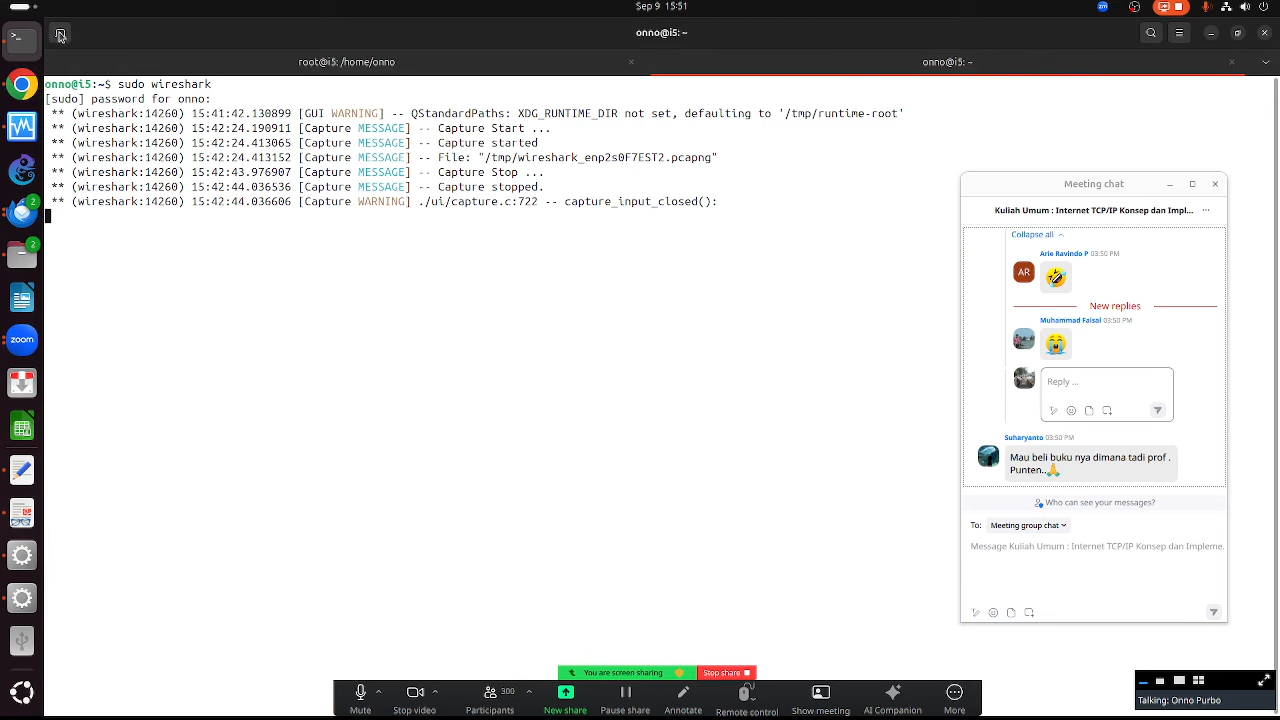 Sep 9 15:51
onno@i5:~
root@i5: /home/onno
onno@i5: ~
onno@i5:~$ sudo wireshark
[sudo] password for onno:
** (wireshark:14260) 15:41:42.130899 [GUI WARNING] -- QStandardPaths: XDG_RUNTIME_DIR not set, defaulting to '/tmp/runtime-root'
** (wireshark:14260) 15:42:24.190911 [Capture MESSAGE] -- Capture Start ...
** (wireshark:14260) 15:42:24.413065 [Capture MESSAGE] -- Capture started
** (wireshark:14260) 15:42:24.413152 [Capture MESSAGE] -- File: "/tmp/wireshark_enp2s0F7EST2.pcapng"
** (wireshark:14260) 15:42:43.976907 [Capture MESSAGE] -- Capture Stop ...
** (wireshark:14260) 15:42:44.036536 [Capture MESSAGE] -- Capture stopped.
** (wireshark:14260) 15:42:44.036606 [Capture WARNING] ./ui/capture.c:722 -- capture_input_closed():
Meeting chat
Kuliah Umum : Internet TCP/IP Konsep dan Impl...
Collapse all
Arie Ravindo P 03:50 PM
AR
New replies
Muhammad Faisal 03:50 PM
Reply ...
Suharyanto 03:50 PM
Mau beli buku nya dimana tadi prof .
Punten..🙏
Who can see your messages?
To: Meeting group chat
Message Kuliah Umum : Internet TCP/IP Konsep dan Impleme.
2
2
zoom
zm
You are screen sharing
Stop share
300
Mute
Stop video
Participants
New share
Pause share
Annotate
Remote control
Show meeting
AI Companion
More
Talking: Onno Purbo